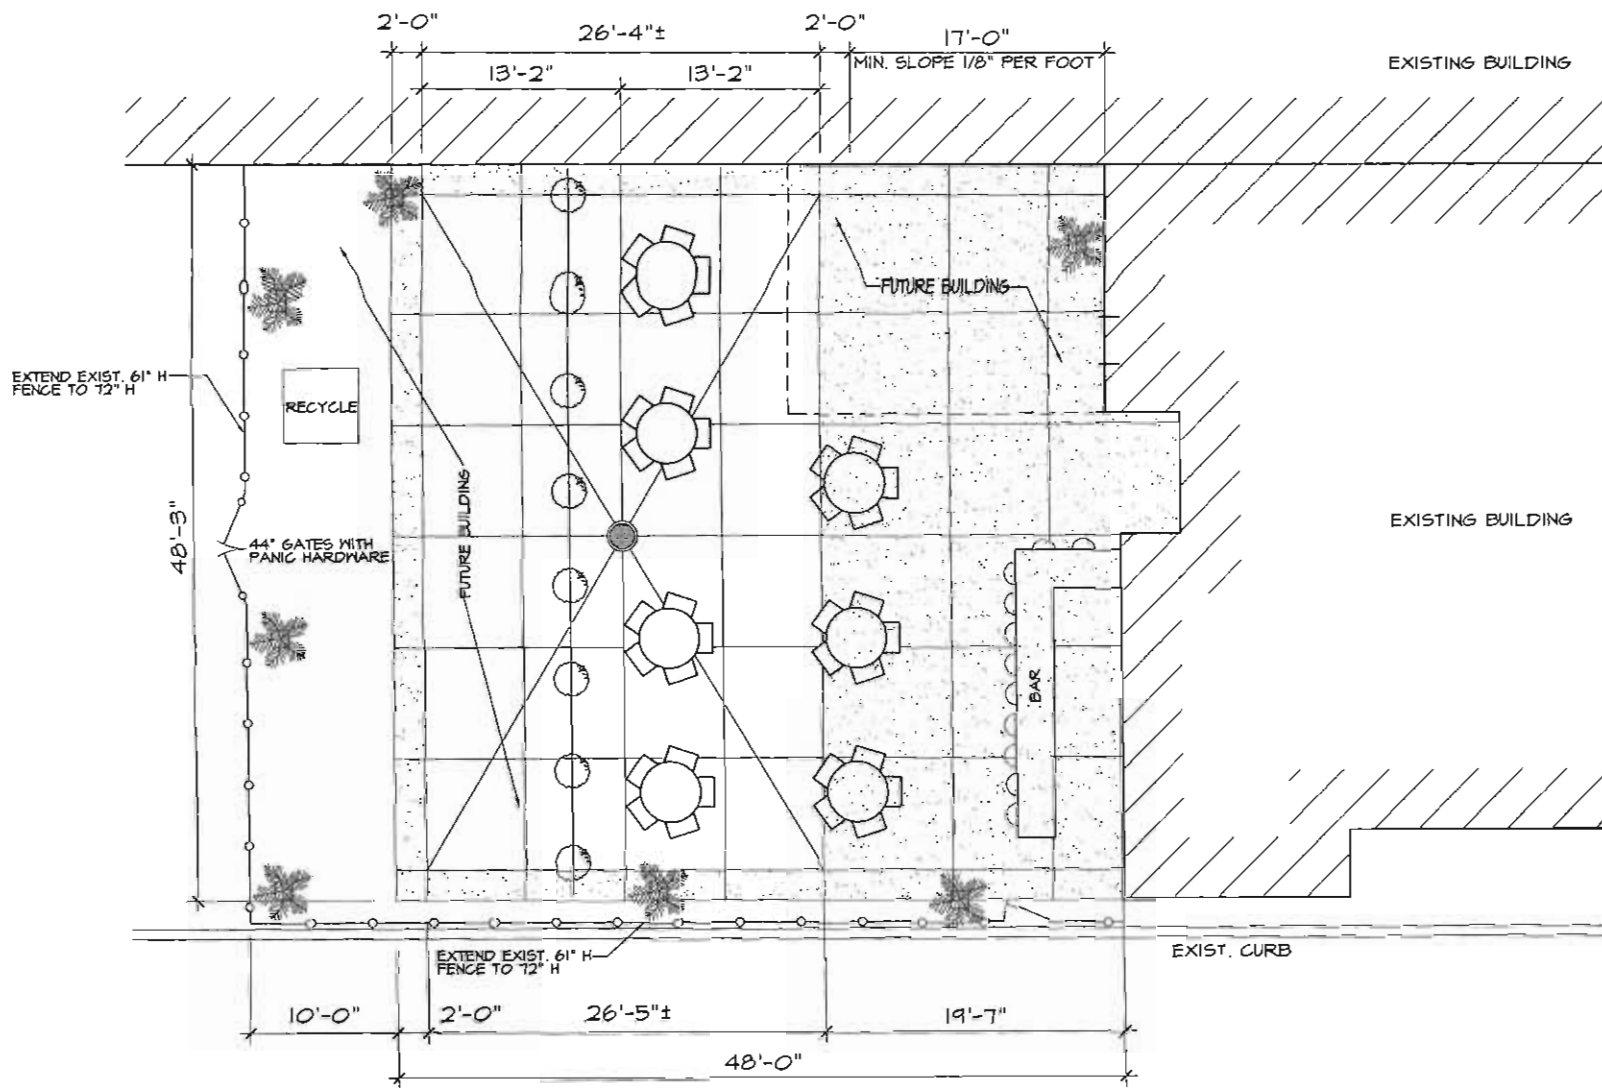 2'-0"
26'-4"±
2'-0"
17'-0"
MIN. SLOPE 1/8" PER FOOT
EXISTING BUILDING
13'-2"
13'-2"
FUTURE BUILDING
EXTEND EXIST. 61" H
FENCE TO 72" H
RECYCLE
48'-3"
44" GATES WITH
PANIC HARDWARE
FUTURE BUILDING
EXISTING BUILDING
BAR
EXTEND EXIST. 61" H
FENCE TO 72" H
EXIST. CURB
10'-0"
2'-0"
26'-5"±
19'-7"
48'-0"